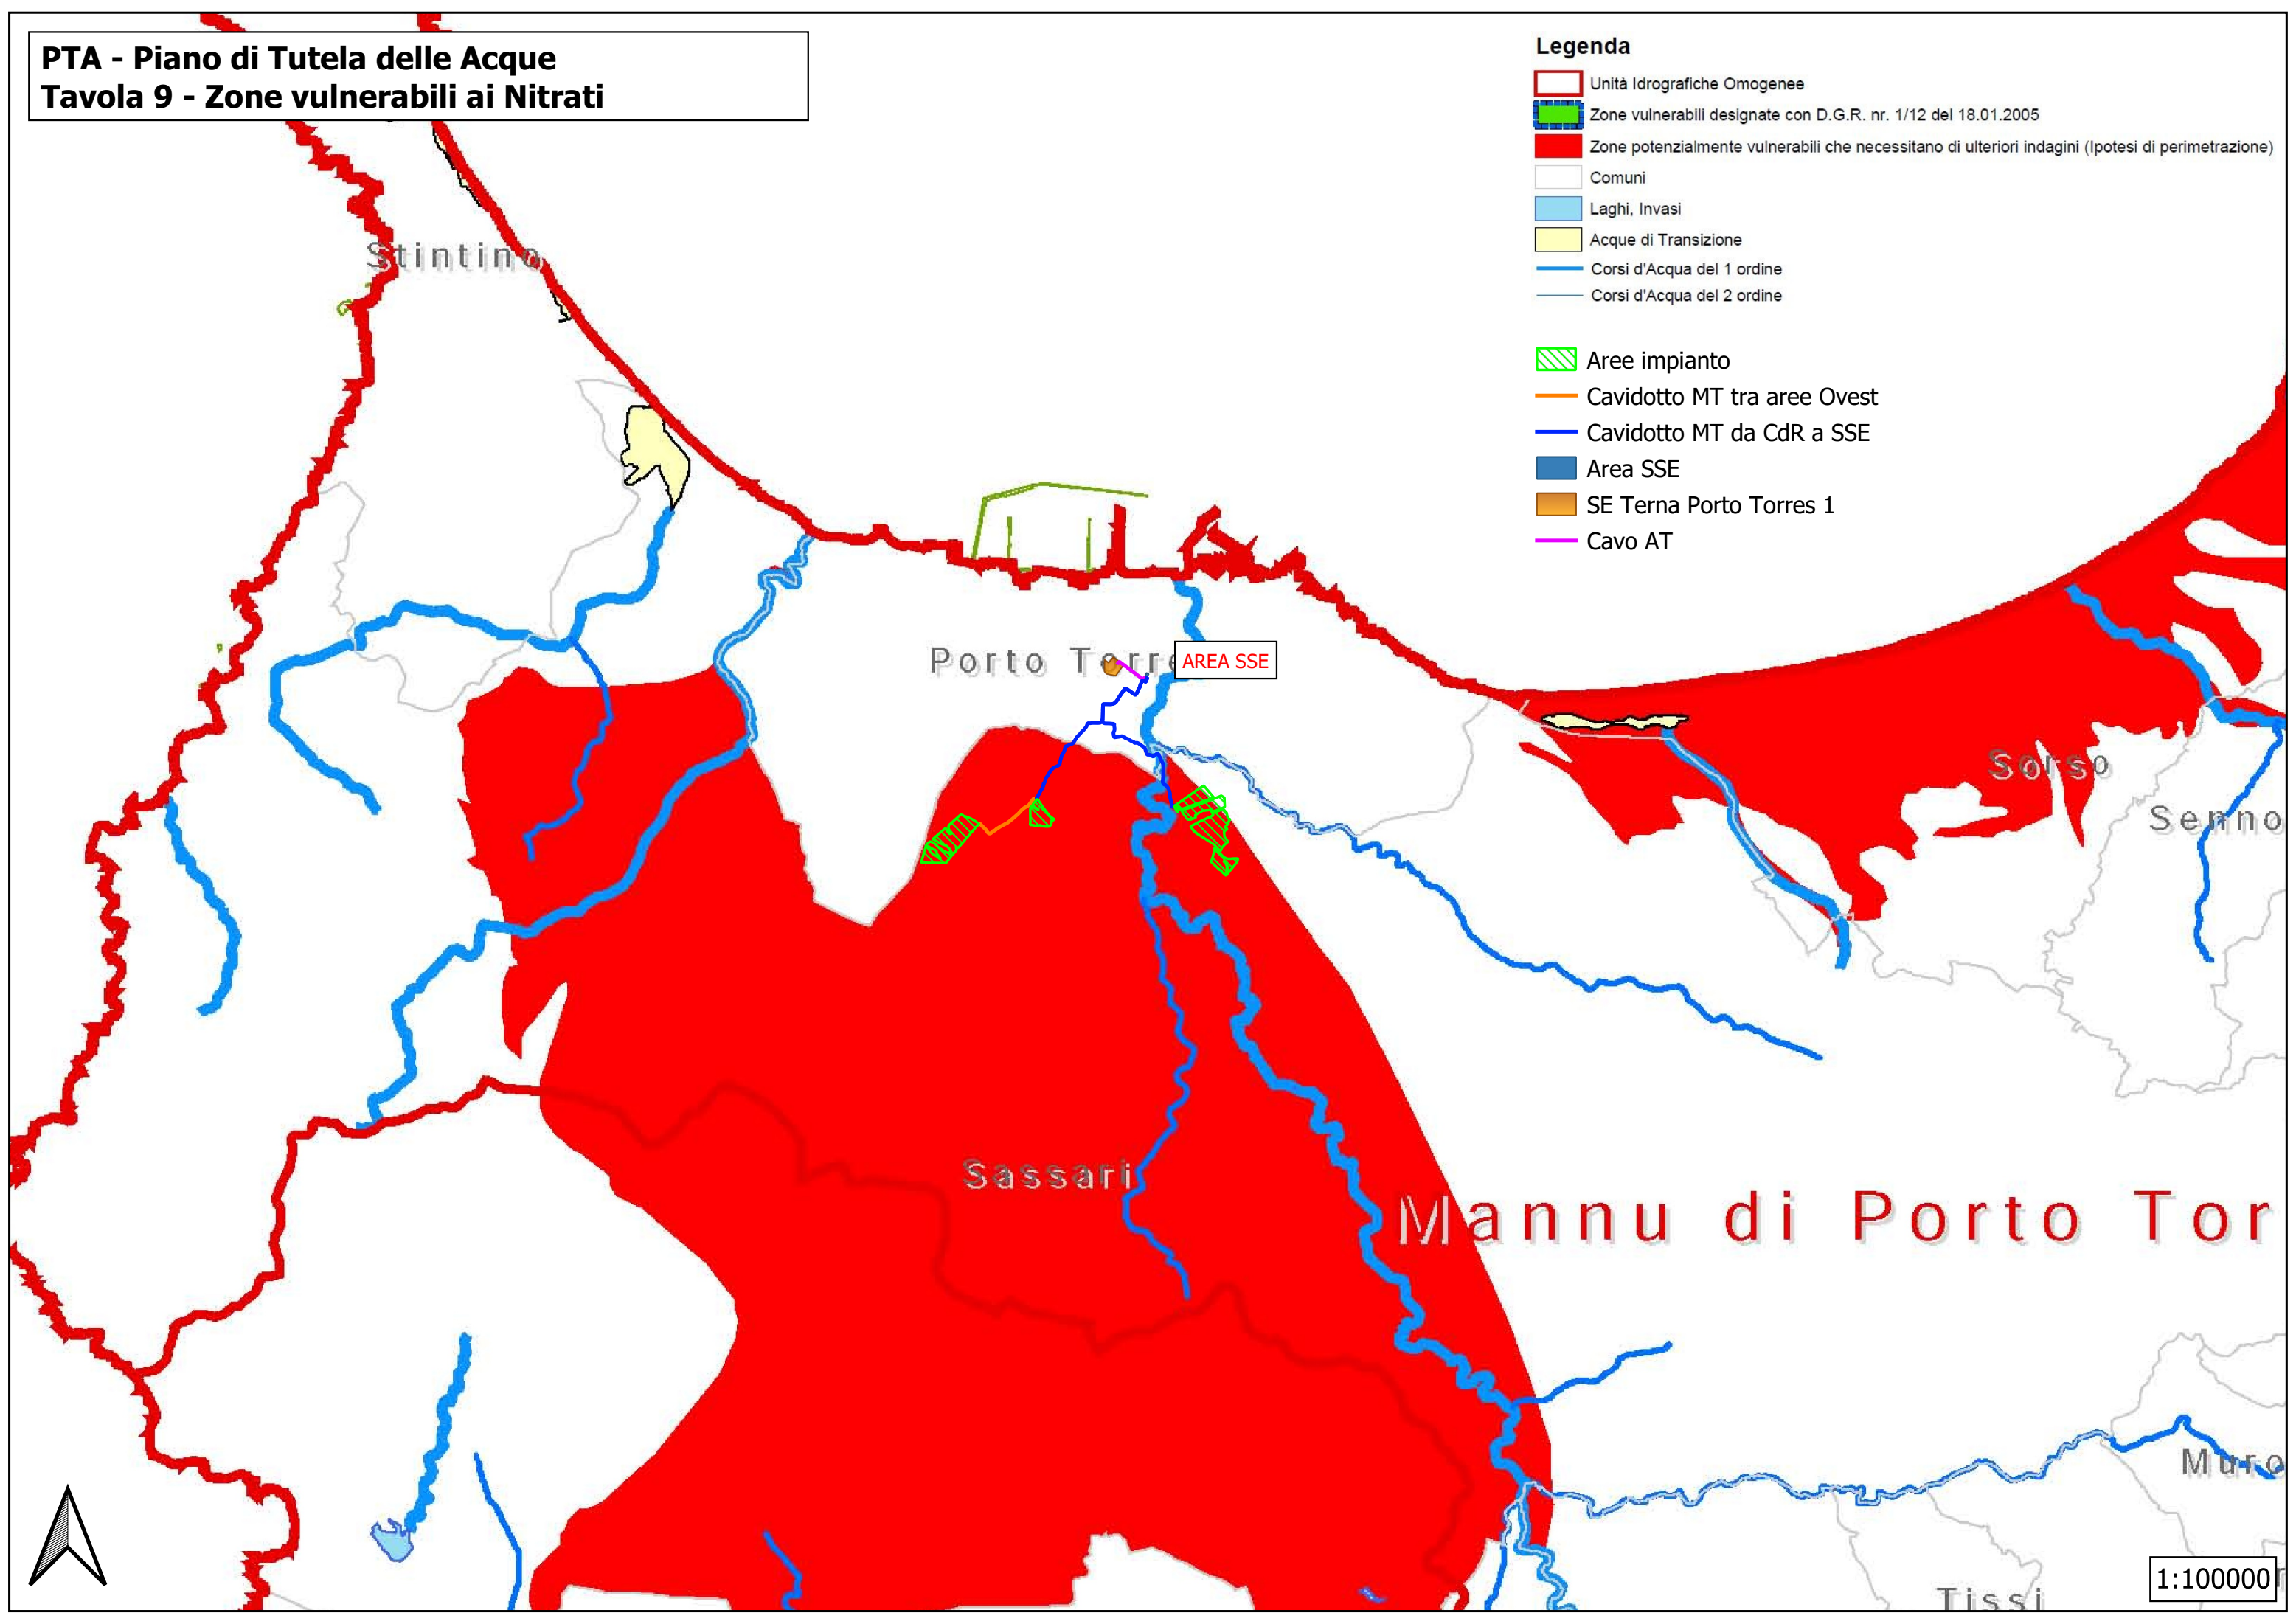 PTA - Piano di Tutela delle Acque
Tavola 9 - Zone vulnerabili ai Nitrati
Legenda
Unità Idrografiche Omogenee
Zone vulnerabili designate con D.G.R. nr. 1/12 del 18.01.2005
Zone potenzialmente vulnerabili che necessitano di ulteriori indagini (Ipotesi di perimetrazione)
Comuni
Laghi, Invasi
Acque di Transizione
Corsi d'Acqua del 1 ordine
Corsi d'Acqua del 2 ordine
Aree impianto
Cavidotto MT tra aree Ovest
Cavidotto MT da CdR a SSE
Area SSE
SE Terna Porto Torres 1
Cavo AT
Stintino
Porto Torre
AREA SSE
Sorso
Senno
Sassari
Mannu di Porto Tor
Muro
Tissi
1:100000